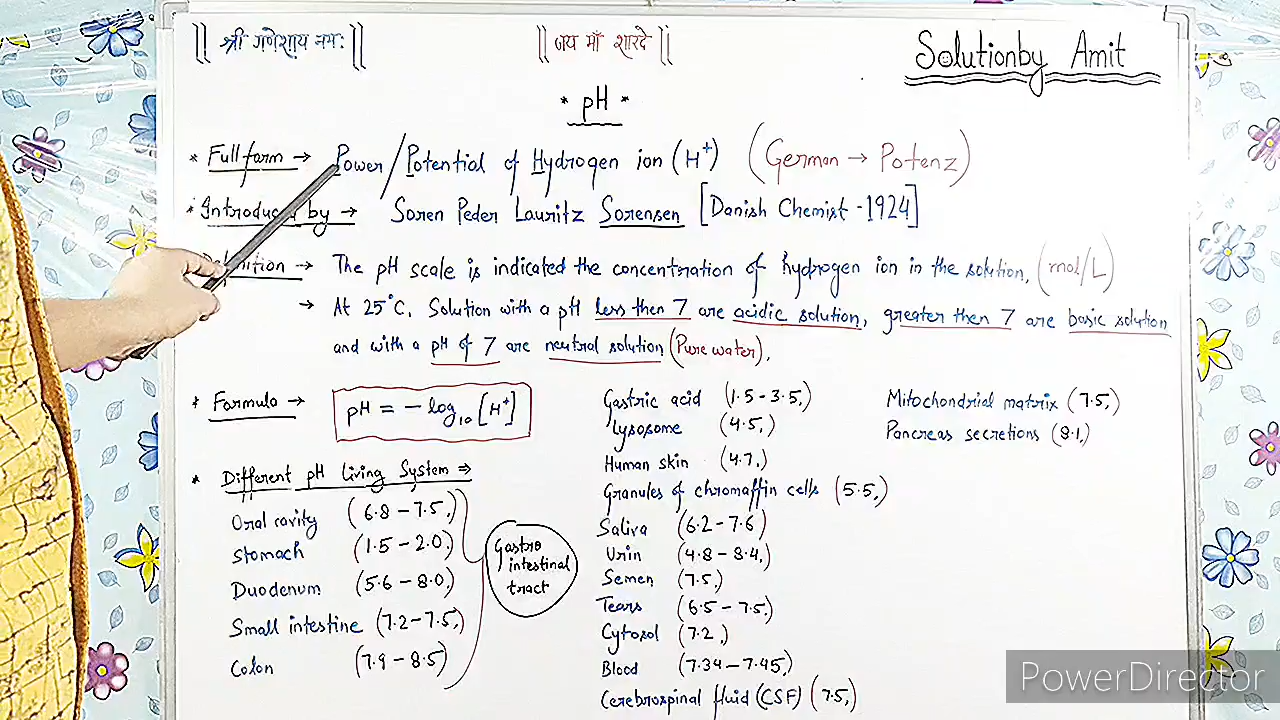 || श्री गणेशाय नमः ||
|| जय माँ शारदे ||
Solutionby Amit
* pH *
* Full form → Power/Potential of Hydrogen ion (H⁺) (German → Potenz)
* Introduced by → Soren Peder Lauritz Sorensen [Danish Chemist - 1924]
→ The pH scale is indicated the concentration of hydrogen ion in the solution, (mol/L)
→ At 25°C, Solution with a pH less then 7 are acidic solution, greater then 7 are basic solution
and with a pH of 7 are neutral solution (Pure water),
* Formula → pH = -log₁₀ [H⁺]
* Different pH Living System ⇒
Oral cavity (6.8 - 7.5,)
Stomach (1.5 - 2.0,)
Duodenum (5.6 - 8.0)
Small intestine (7.2 - 7.5,)
Colon (7.9 - 8.5)
Gastro
intestinal
tract
Gastric acid (1.5 - 3.5,)
Lysosome (4.5,)
Human skin (4.7,)
Granules of chromaffin cells (5.5,)
Saliva (6.2 - 7.6)
Urin (4.8 - 8.4,)
Semen (7.5,)
Tears (6.5 - 7.5)
Cytosol (7.2,)
Blood (7.34 - 7.45,)
Cerebrospinal fluid (CSF) (7.5,)
Mitochondrial matrix (7.5,)
Pancreas secretions (8.1,)
PowerDirector